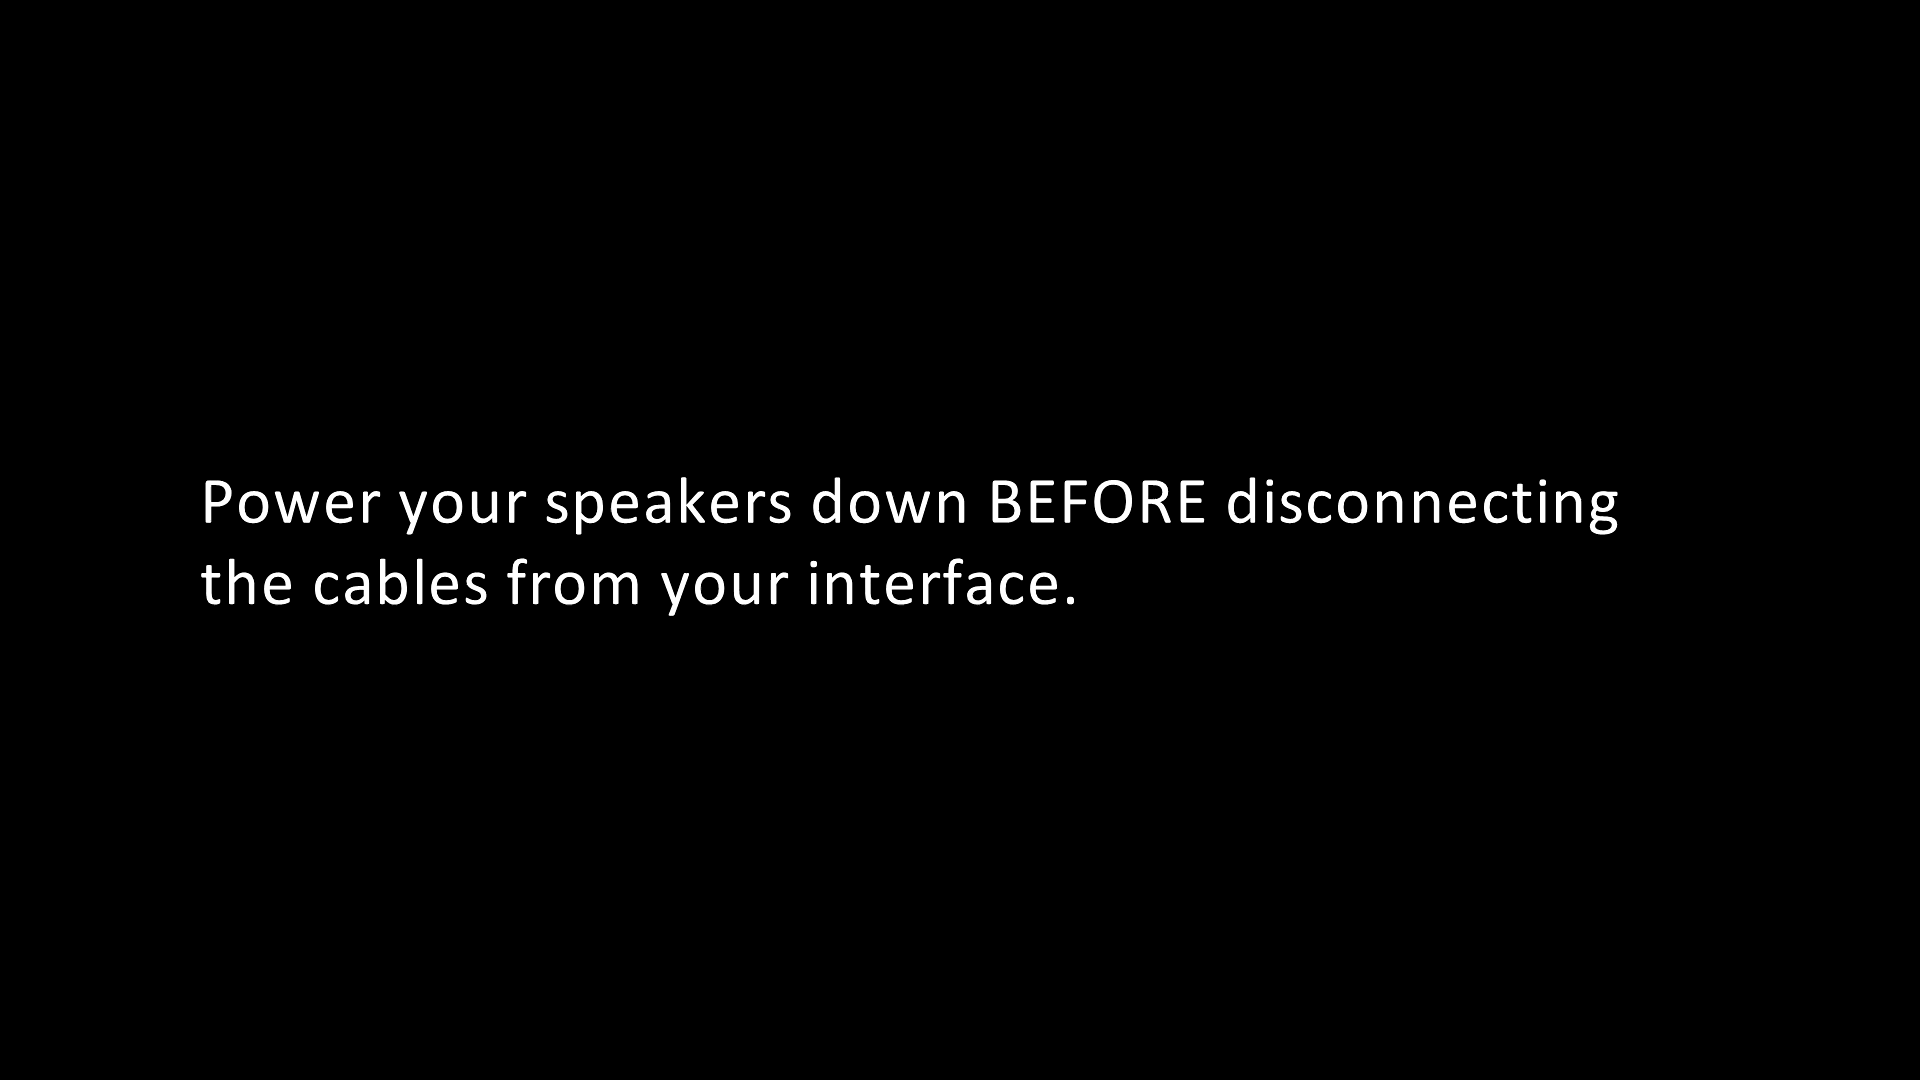 Power your speakers down BEFORE disconnecting
the cables from your interface.